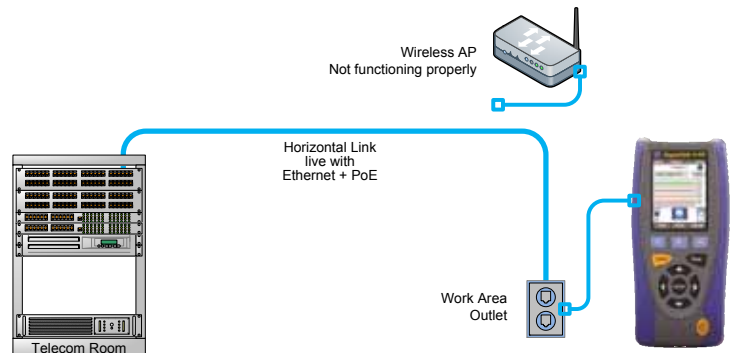 Wireless AP
Not functioning properly
Horizontal Link
live with
Ethernet + PoE
Work Area
Outlet
Telecom Room